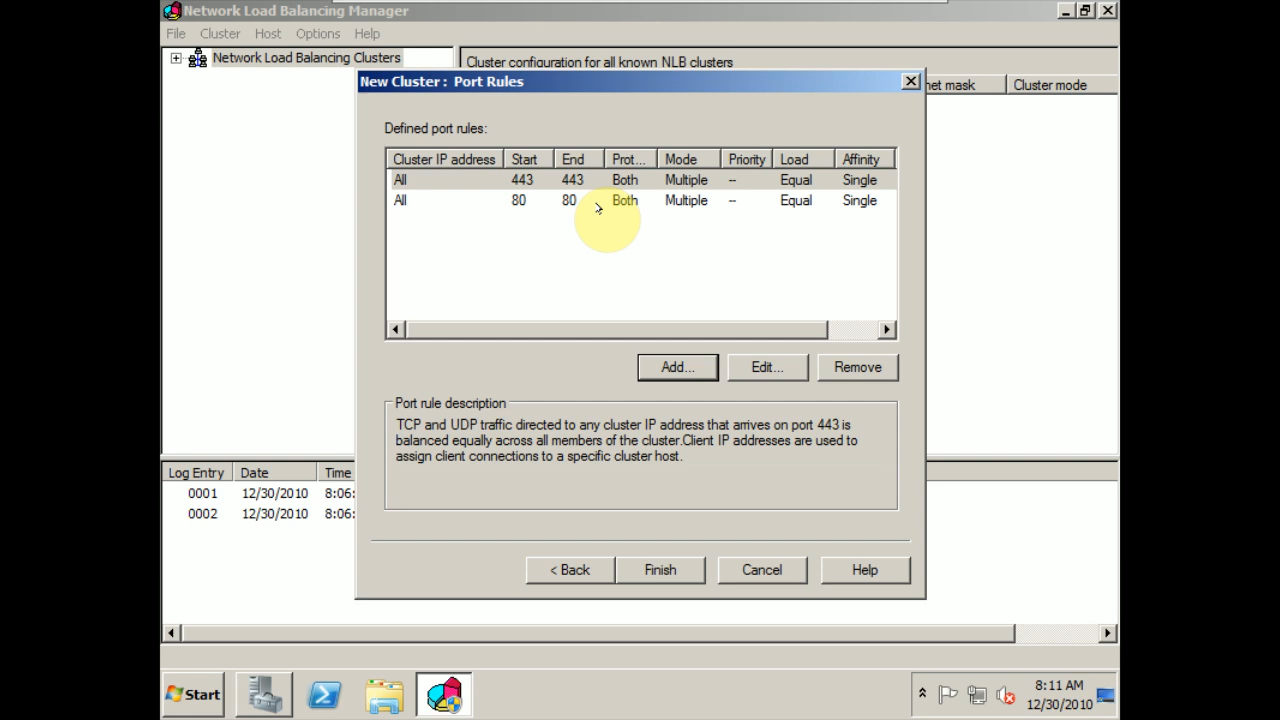 Network Load Balancing Manager
File Cluster Host Options Help
Network Load Balancing Clusters
Cluster configuration for all known NLB clusters
net mask Cluster mode
New Cluster : Port Rules
Defined port rules:
Cluster IP address Start End Prot... Mode Priority Load Affinity
All 443 443 Both Multiple -- Equal Single
All 80 80 Both Multiple -- Equal Single
Add... Edit... Remove
Port rule description
TCP and UDP traffic directed to any cluster IP address that arrives on port 443 is
balanced equally across all members of the cluster.Client IP addresses are used to
assign client connections to a specific cluster host.
Log Entry Date Time
0001 12/30/2010 8:06:
0002 12/30/2010 8:06:
< Back Finish Cancel Help
Start
8:11 AM
12/30/2010